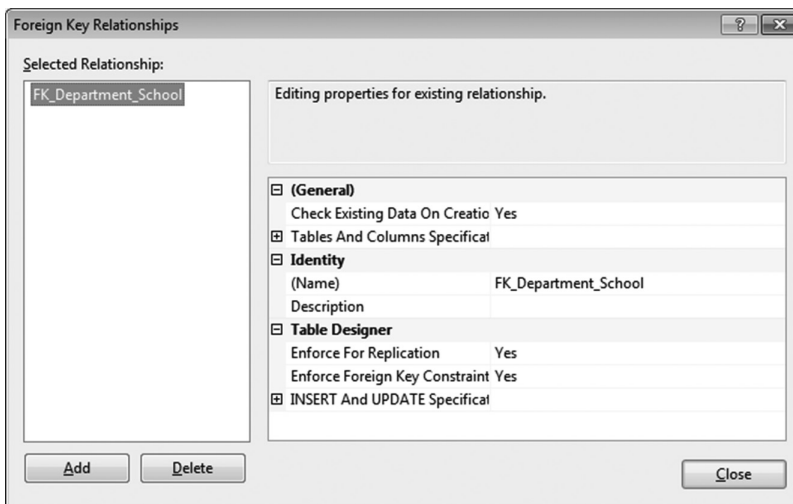 Foreign Key Relationships
?
Selected Relationship:
FK_Department_School
Editing properties for existing relationship.
(General)
Check Existing Data On Creatio Yes
Tables And Columns Specificat
Identity
(Name) FK_Department_School
Description
Table Designer
Enforce For Replication Yes
Enforce Foreign Key Constraint Yes
INSERT And UPDATE Specificat
Add Delete
Close